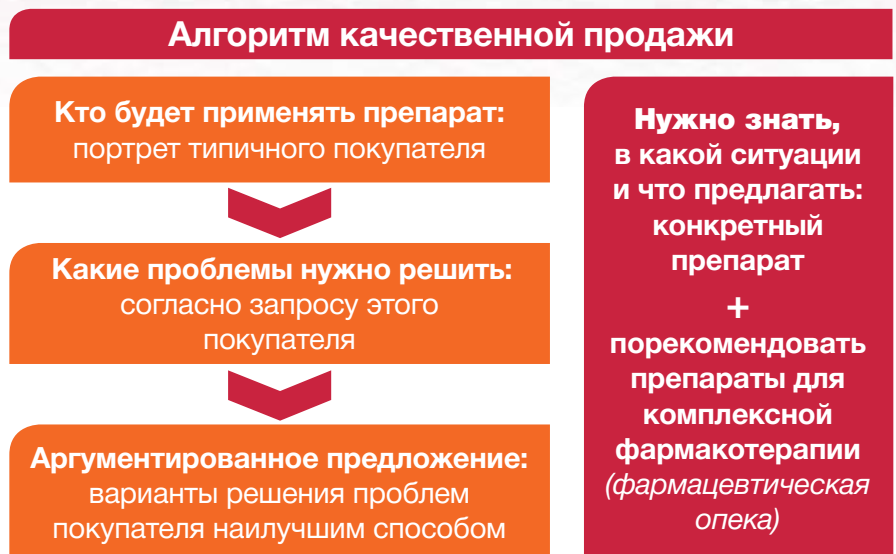 Алгоритм качественной продажи
Кто будет применять препарат:
портрет типичного покупателя
Какие проблемы нужно решить:
согласно запросу этого
покупателя
Аргументированное предложение:
варианты решения проблем
покупателя наилучшим способом
Нужно знать,
в какой ситуации
и что предлагать:
конкретный
препарат
+
порекомендовать
препараты для
комплексной
фармакотерапии
(фармацевтическая
опека)